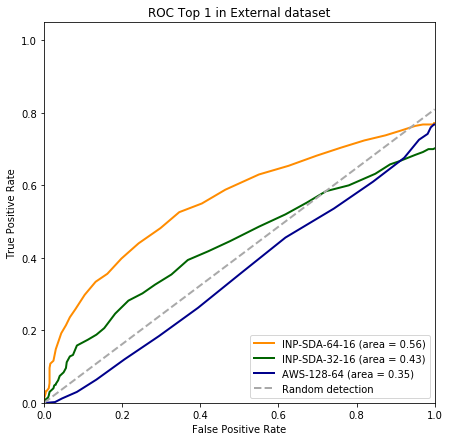 ROC Top 1 in External dataset
True Positive Rate
1.0
0.8
0.6
0.4
0.2
0.0
INP-SDA-64-16 (area = 0.56)
INP-SDA-32-16 (area = 0.43)
AWS-128-64 (area = 0.35)
Random detection
0.0 0.2 0.4 0.6 0.8 1.0
False Positive Rate